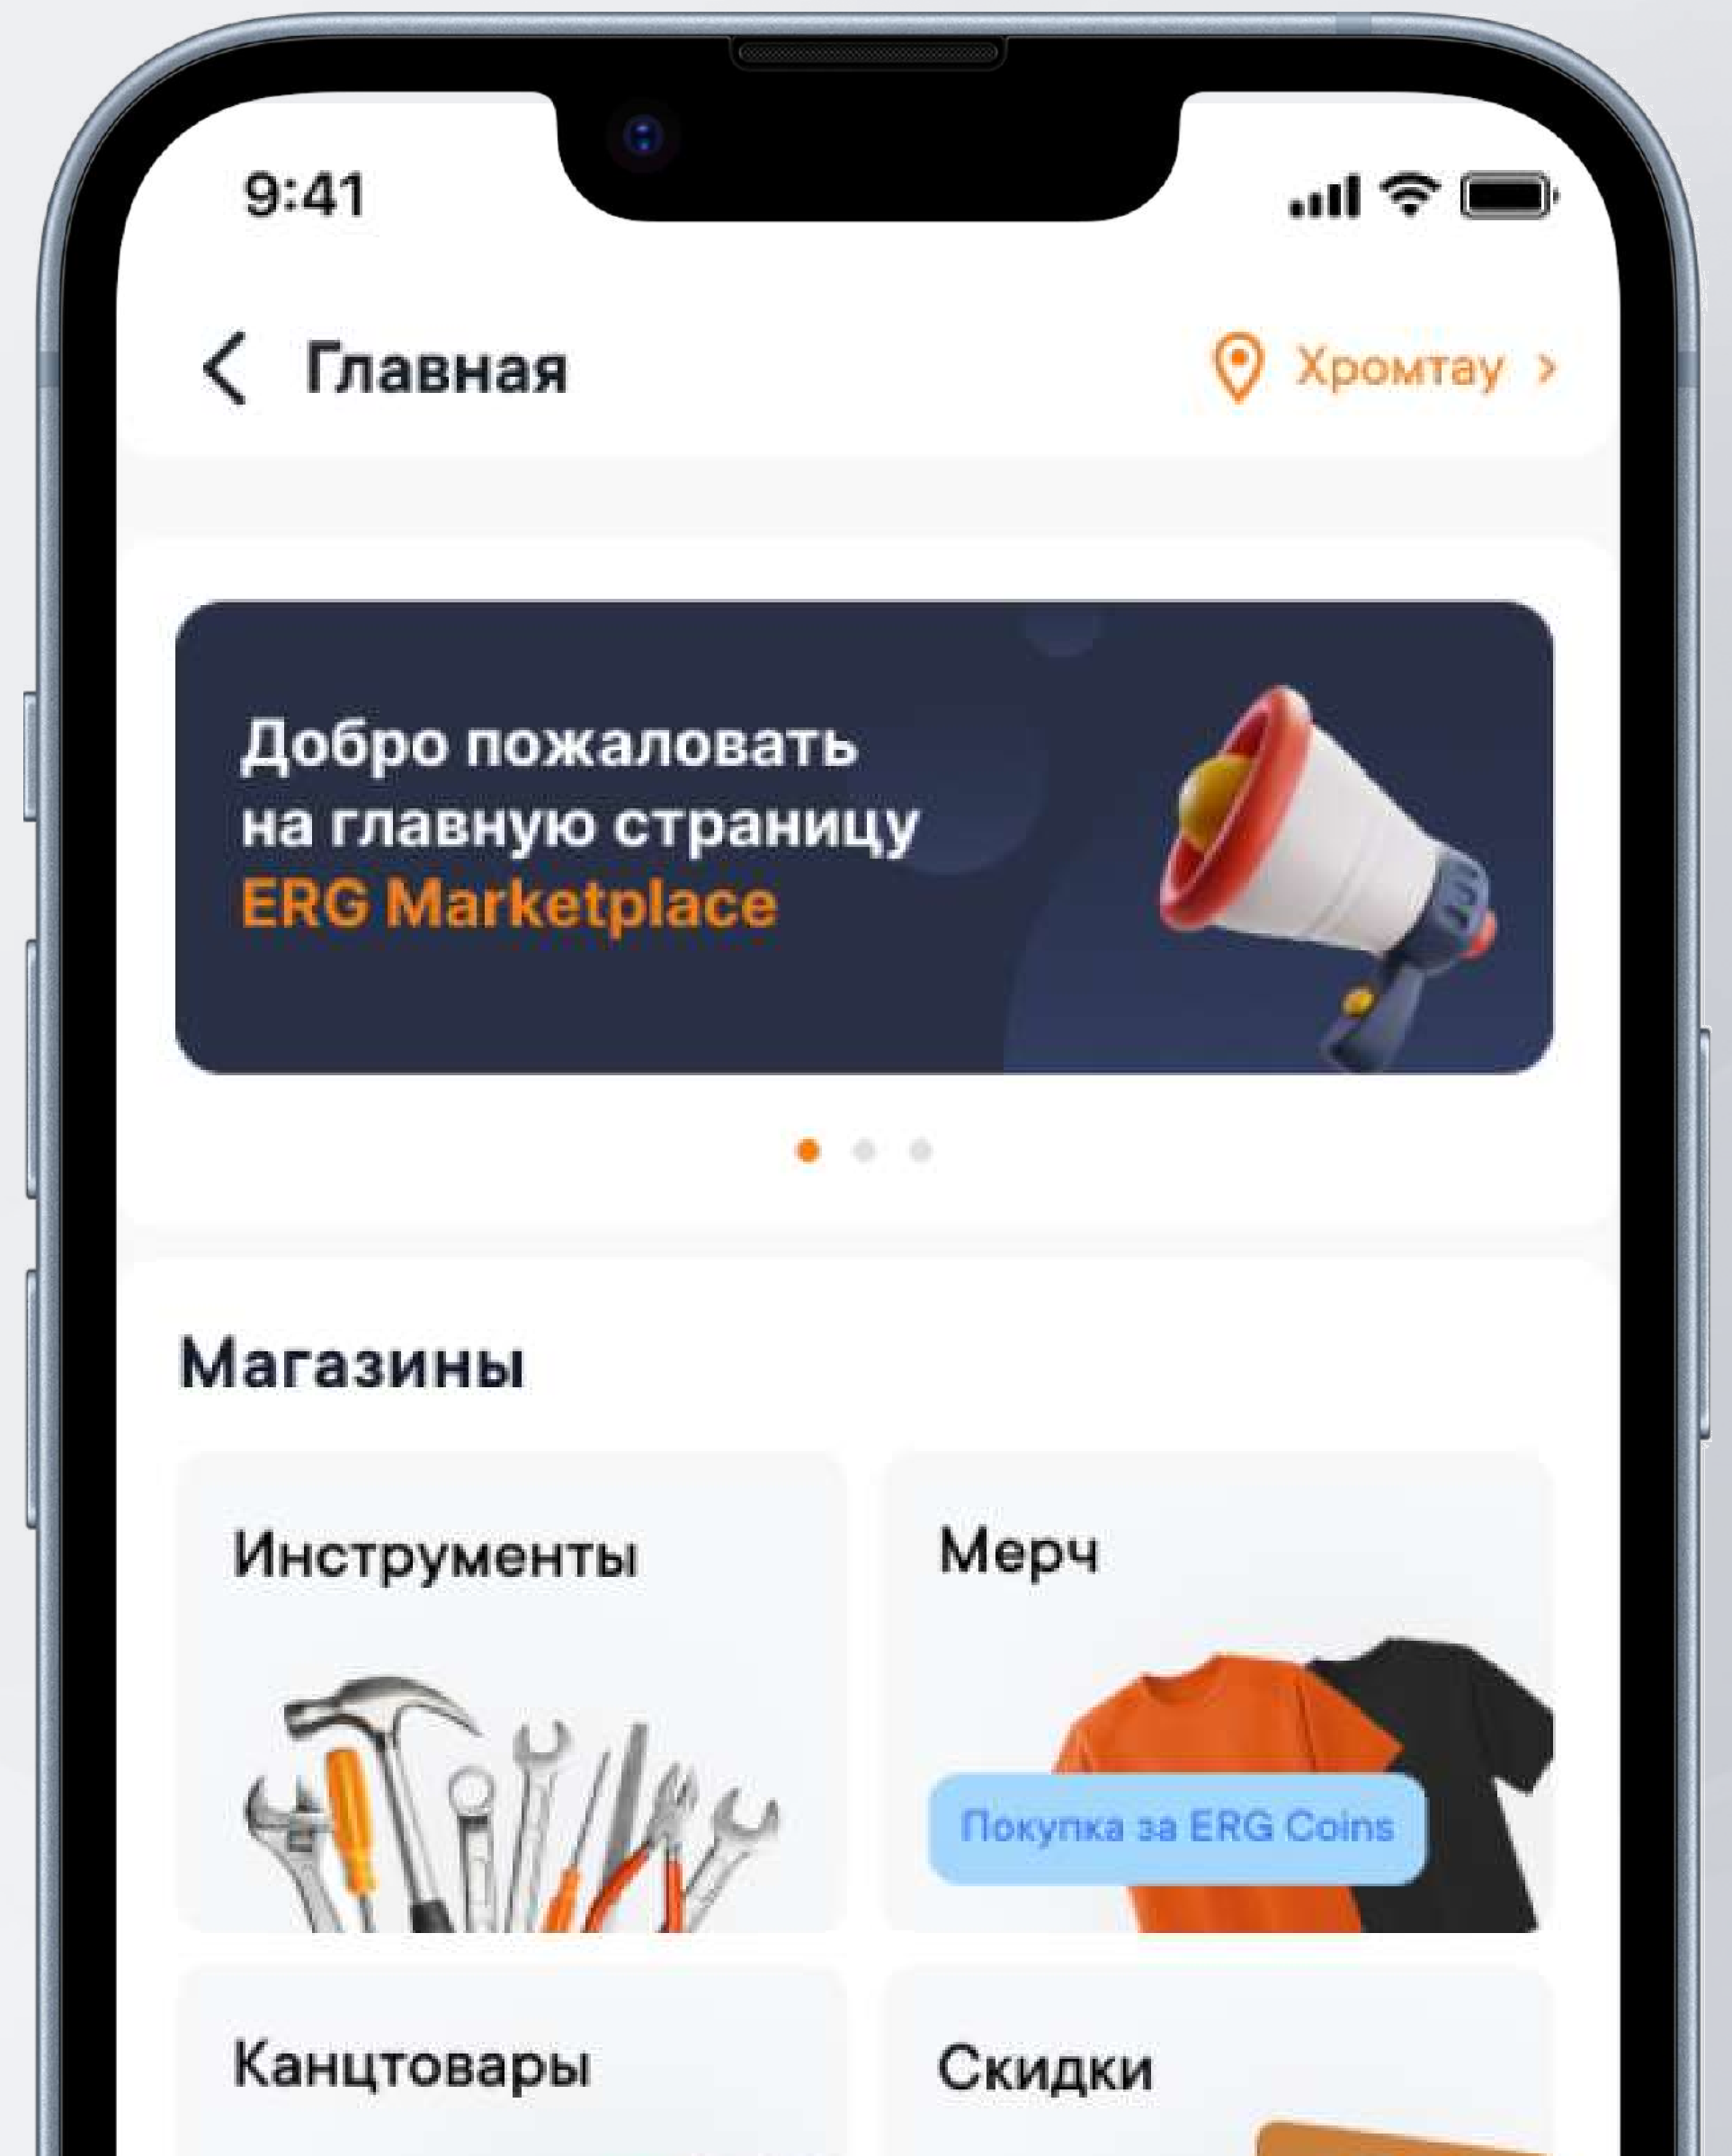 9:41
Главная
Хромтау
Добро пожаловать
на главную страницу
ERG Marketplace
Магазины
Инструменты
Мерч
Покупка за ERG Coins
Канцтовары
Скидки